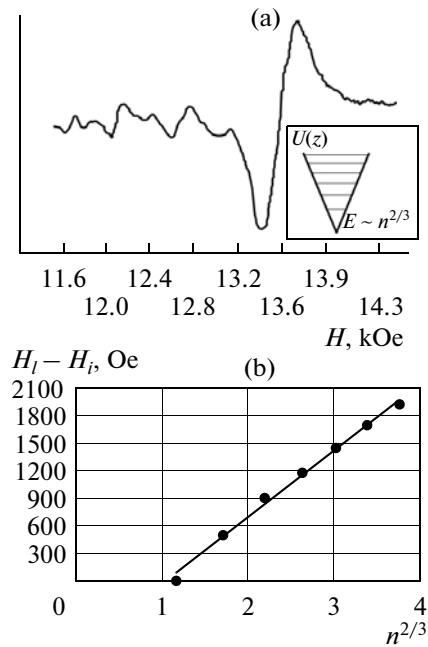 (a)
U(z)
E ~ n^{2/3}
11.6 12.4 13.2 13.9
12.0 12.8 13.6 14.3
H, kOe
H_l – H_i, Oe
(b)
2100
1800
1500
1200
900
600
300
0 1 2 3 4
n^{2/3}